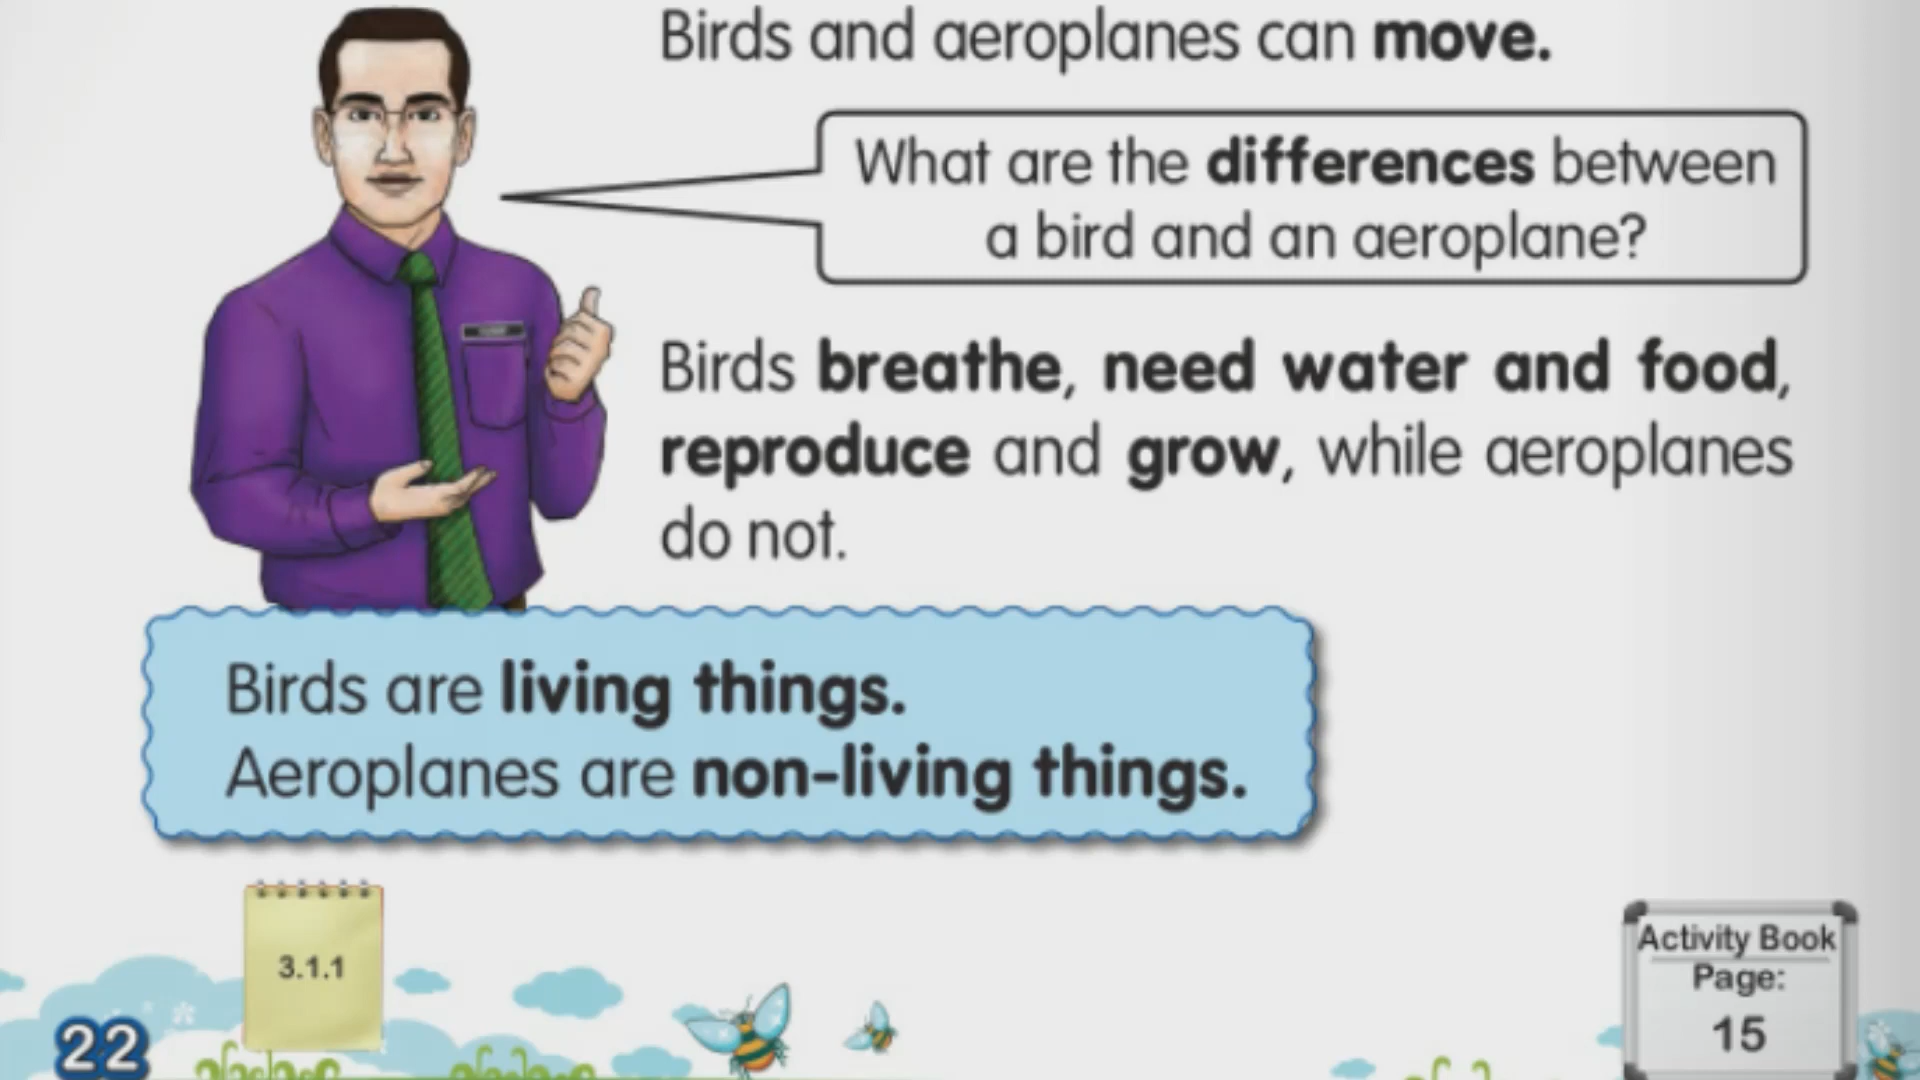 Birds and aeroplanes can move.
What are the differences between
a bird and an aeroplane?
Birds breathe, need water and food,
reproduce and grow, while aeroplanes
do not.
Birds are living things.
Aeroplanes are non-living things.
3.1.1
Activity Book
Page:
15
22